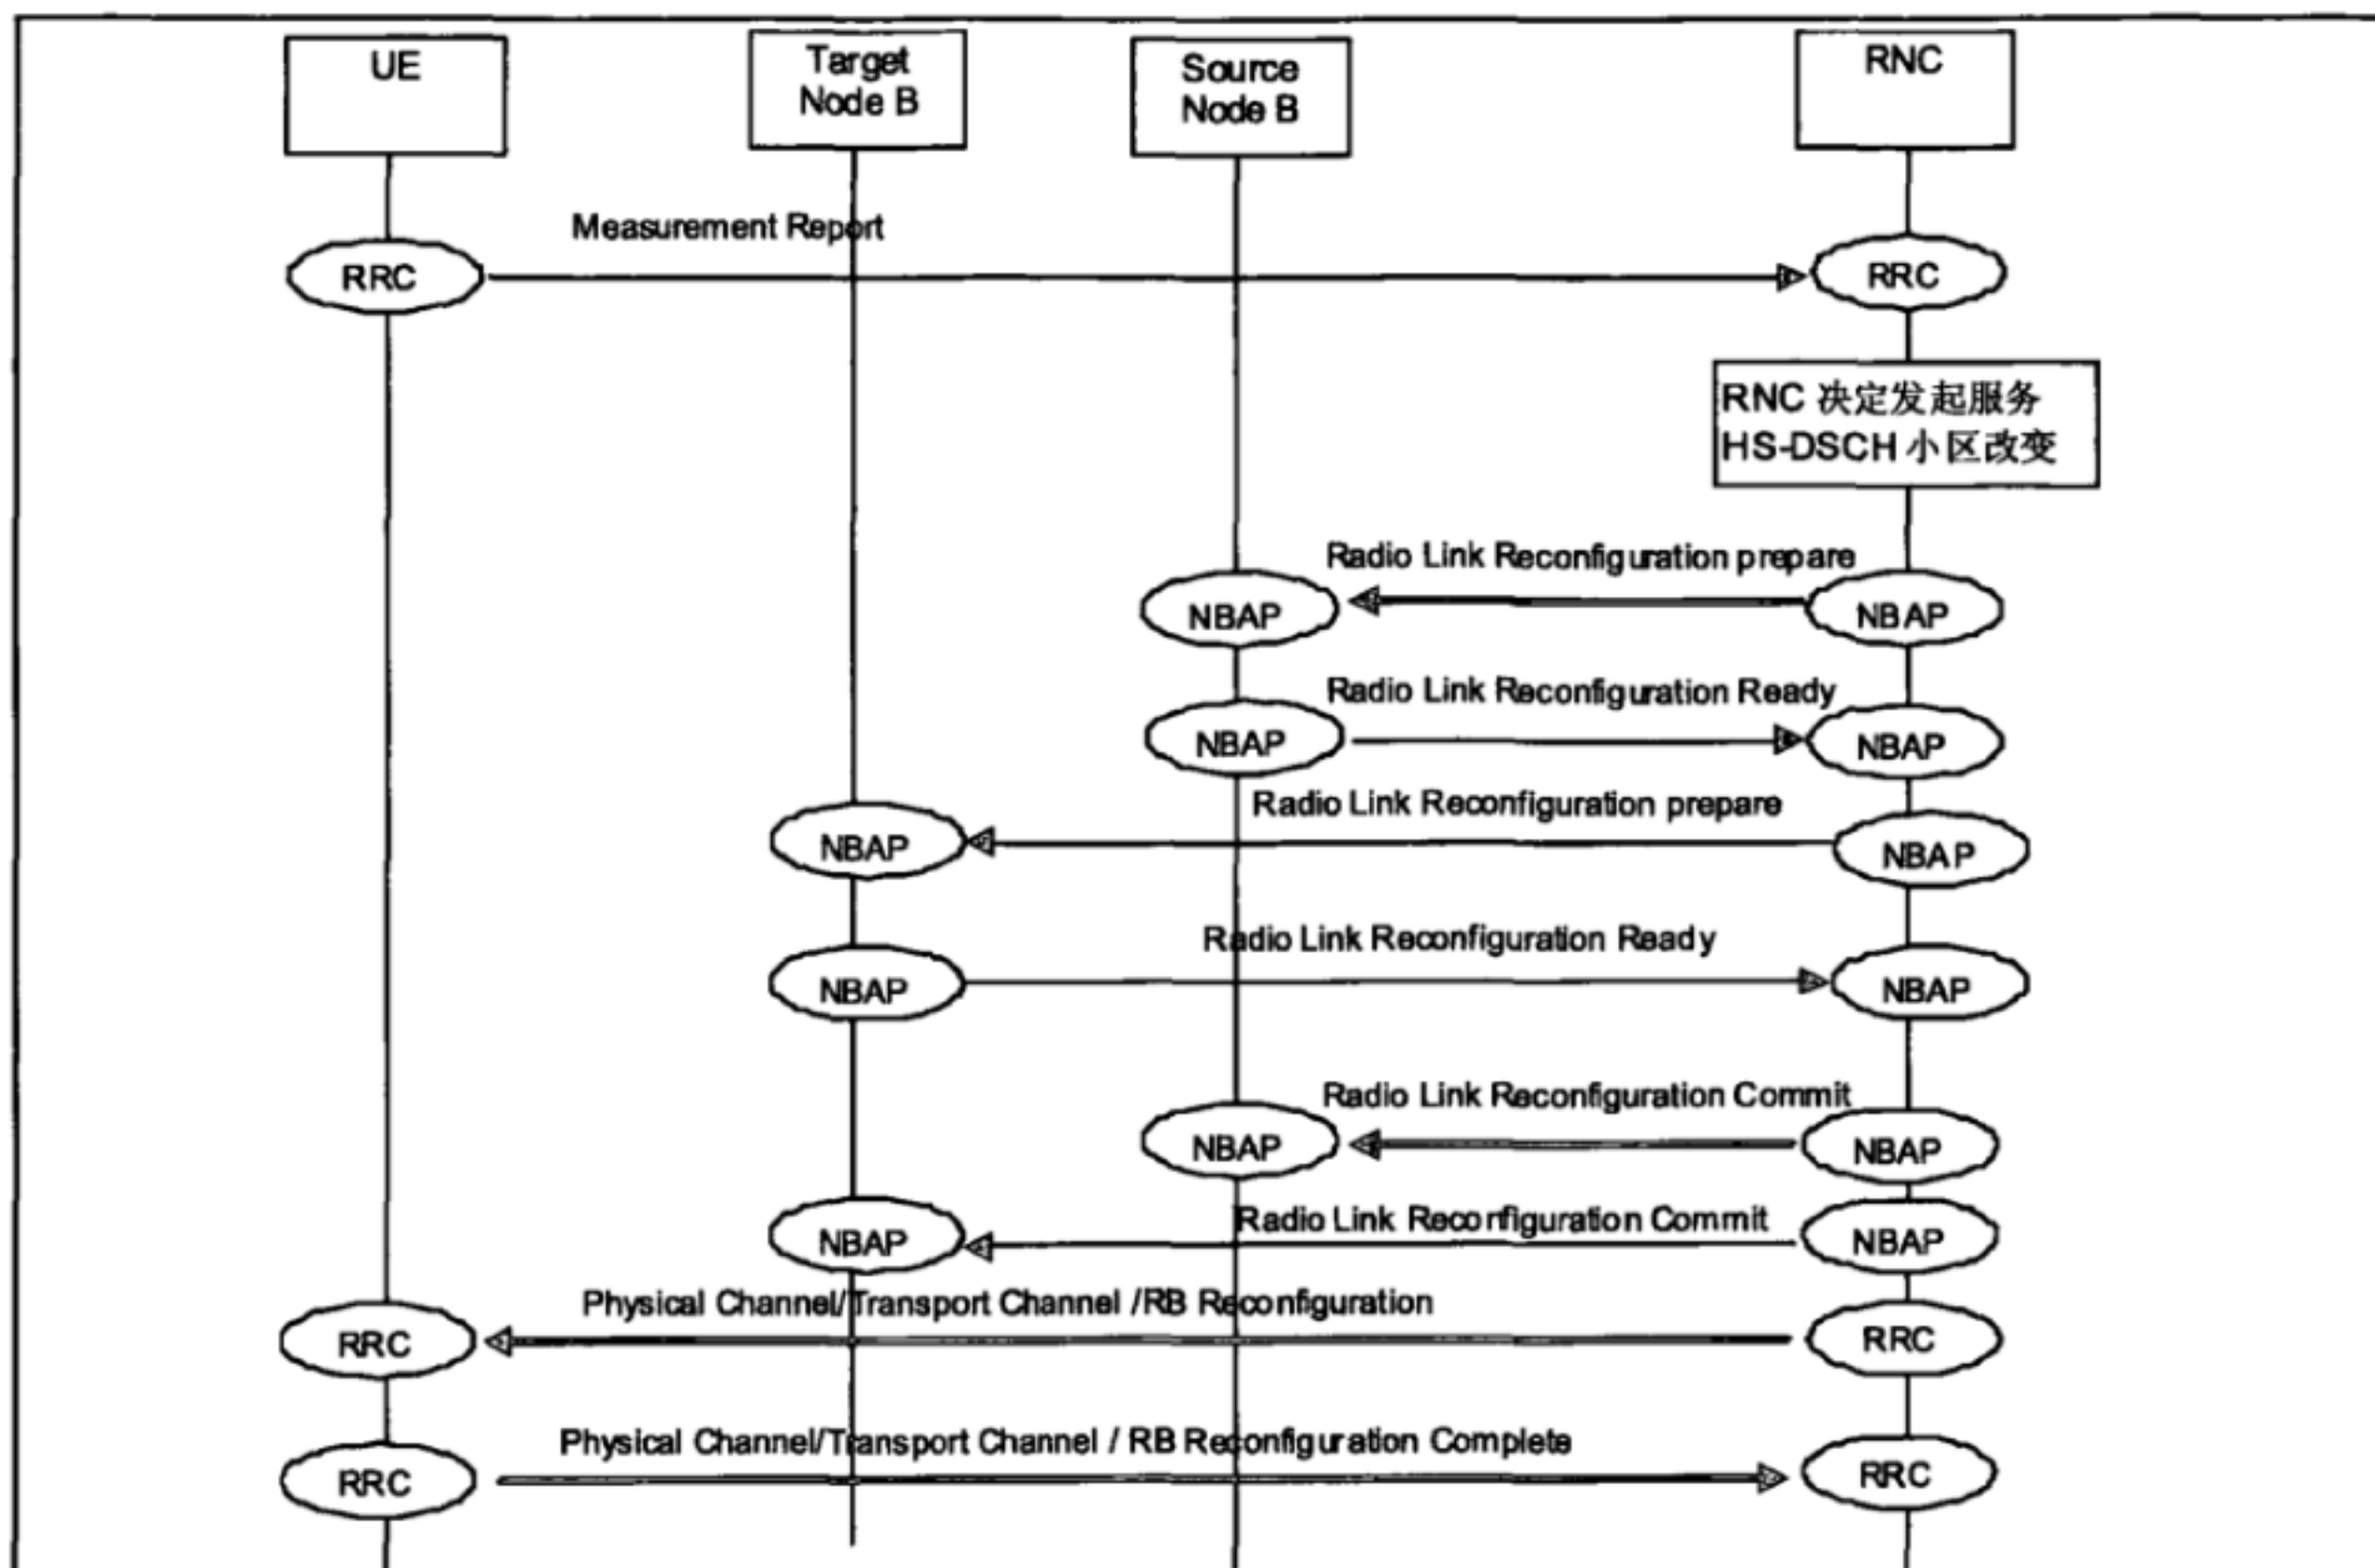 UE
Target
Node B
Source
Node B
RNC
Measurement Report
RRC
RRC
RNC 决定发起服务
HS-DSCH 小区改变
Radio Link Reconfiguration prepare
NBAP
NBAP
Radio Link Reconfiguration Ready
NBAP
NBAP
Radio Link Reconfiguration prepare
NBAP
NBAP
Radio Link Reconfiguration Ready
NBAP
NBAP
Radio Link Reconfiguration Commit
NBAP
NBAP
Radio Link Reconfiguration Commit
NBAP
NBAP
Physical Channel/Transport Channel /RB Reconfiguration
RRC
RRC
Physical Channel/Transport Channel / RB Reconfiguration Complete
RRC
RRC